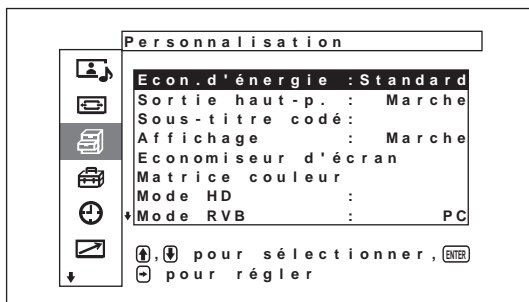 Personnalisation
Econ.d'énergie :Standard
Sortie haut-p. : Marche
Sous-titre codé:
Affichage : Marche
Economiseur d'écran
Matrice couleur
Mode HD :
Mode RVB : PC
, pour sélectionner, ENTER
pour régler